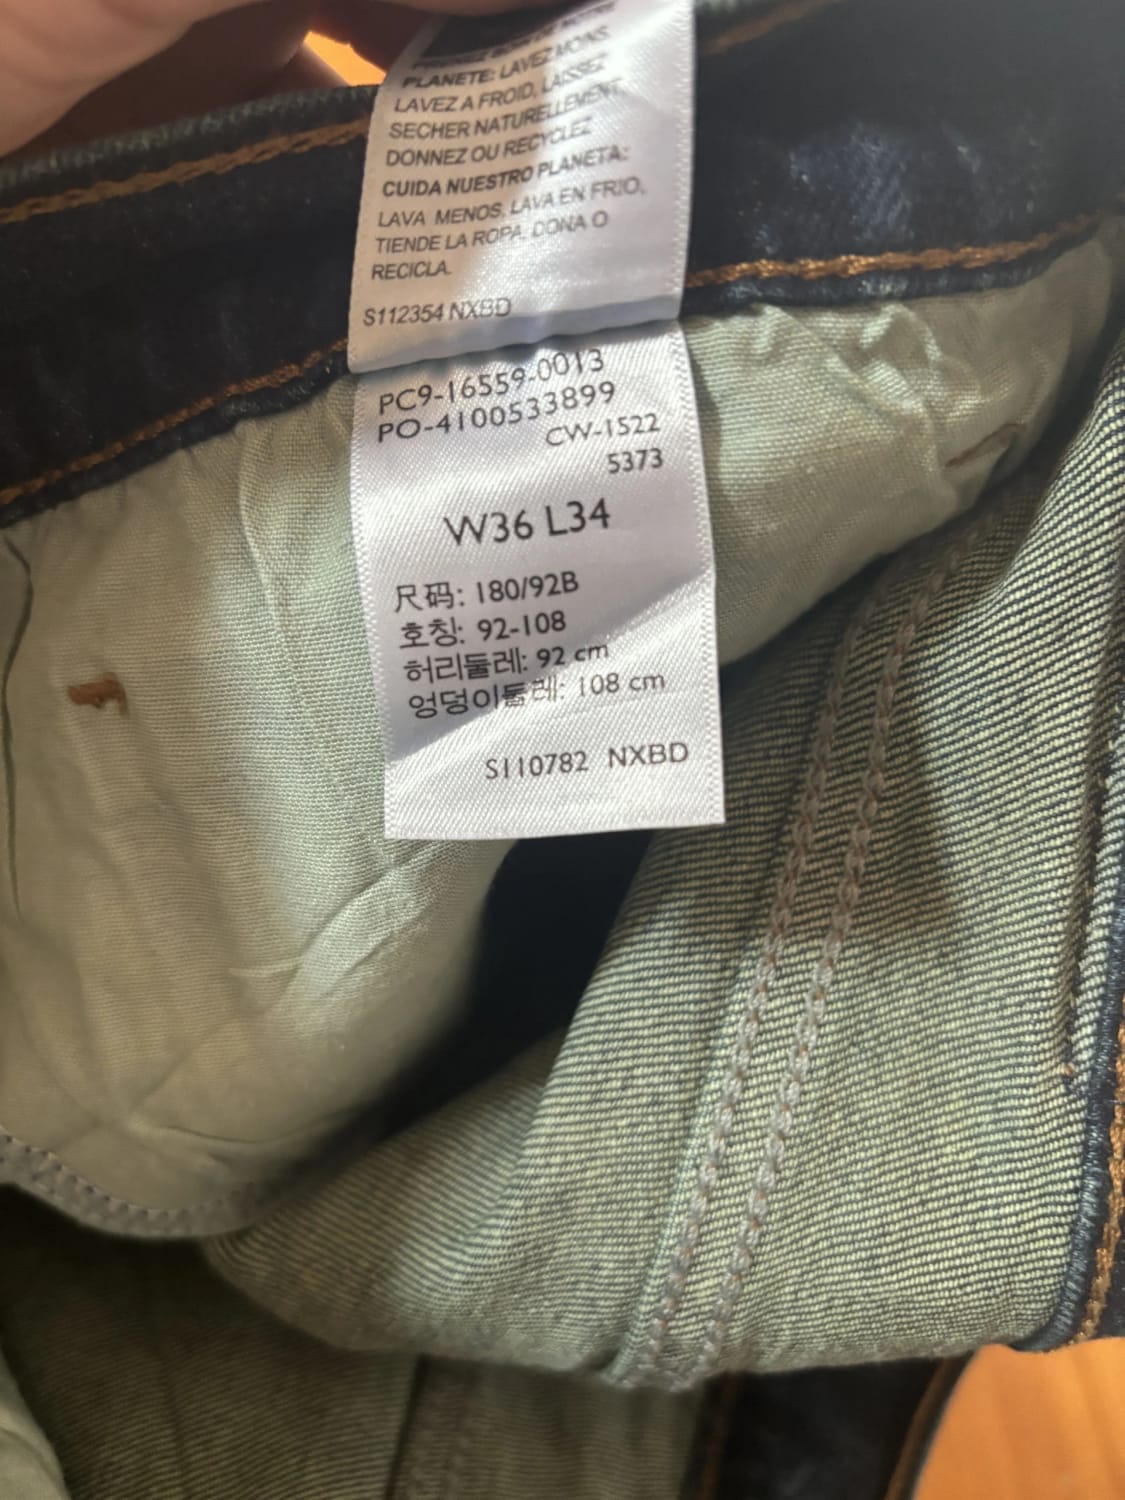 PLANETE: LAVEZ MOINS.
LAVEZ A FROID, LAISSEZ
SECHER NATURELLEMENT
DONNEZ OU RECYCLEZ
CUIDA NUESTRO PLANETA:
LAVA MENOS, LAVA EN FRIO,
TIENDE LA ROPA. DONA O
RECICLA.
S112354 NXBD
PC9-16559-0013
PO-4100533899
CW-1522
5373
W36 L34
尺码: 180/92B
호칭: 92-108
허리둘레: 92 cm
엉덩이둘레: 108 cm
S110782 NXBD